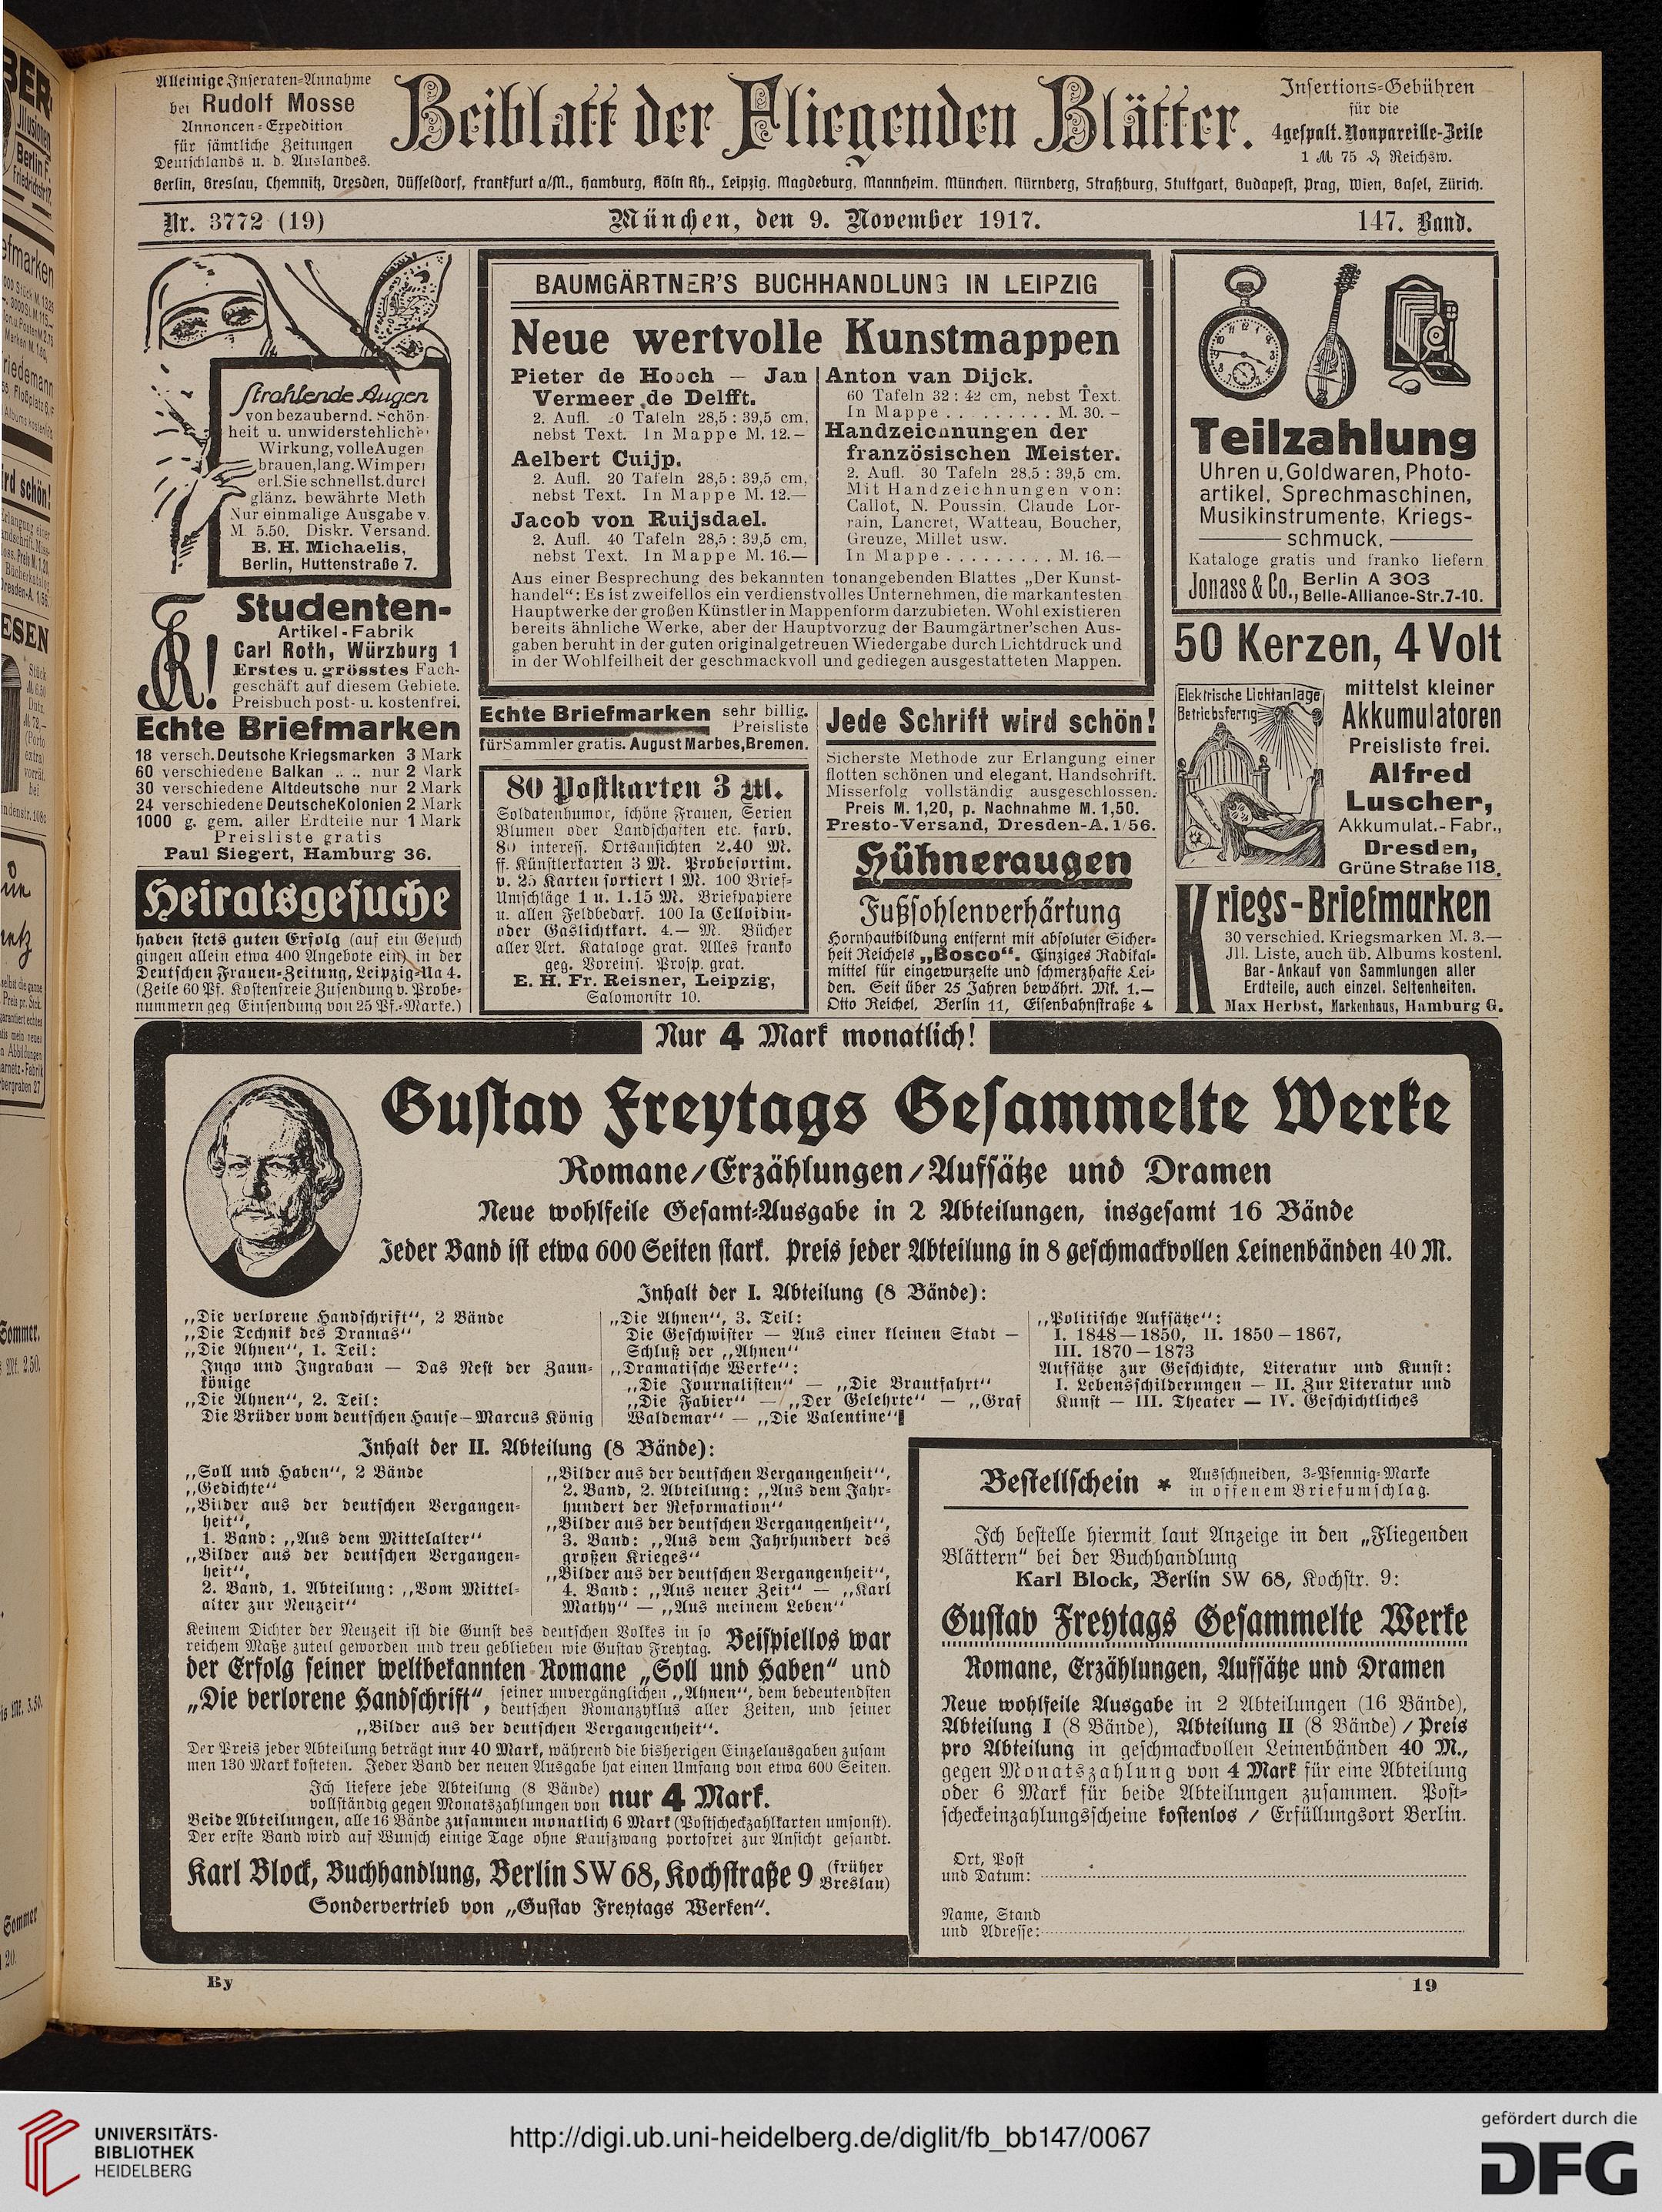 Alleinige Inseraten-Annahme
bei Rudolf Mosse
Annoncen-Expedition
für sämtliche Zeitungen
Deutschlands u. d. Auslandes.
Beiblatt der Fliegenden Blätter.
Insertions-Gebühren
für die
4gespalt. Nonpareille-Zeile
1 M 75 ₰ Reichsw.
Berlin, Breslau, Chemnitz, Dresden, Düsseldorf, Frankfurt a/M., Hamburg, Köln Rh., Leipzig, Magdeburg, Mannheim, München, Nürnberg, Straßburg, Stuttgart, Budapest, Prag, Wien, Basel, Zürich.
Nr. 3772 (19)
München, den 9. November 1917.
147. Band.
Strahlende Augen
von bezaubernd. Schön-
heit u. unwiderstehlich
Wirkung, volle Augen
brauen, lang. Wimpern
erl. Sie schnellst. durch
glänz. bewährte Meth
Nur einmalige Ausgabe v.
M 5.50. Diskr. Versand.
B. H. Michaelis,
Berlin, Huttenstraße 7.
Studenten-
Artikel-Fabrik
Carl Roth, Würzburg 1
Erstes u. grösstes Fach-
geschäft auf diesem Gebiete.
Preisbuch post- u. kostenfrei.
Echte Briefmarken
18 versch. Deutsche Kriegsmarken 3 Mark
60 verschiedene Balkan .. .. nur 2 Mark
30 verschiedene Altdeutsche nur 2 Mark
24 verschiedene Deutsche Kolonien 2 Mark
1000 g. gem. aller Erdteile nur 1 Mark
Preisliste gratis
Paul Siegert, Hamburg 36.
Heiratsgesuche
haben stets guten Erfolg (auf ein Gesuch
gingen allein etwa 400 Angebote ein) in der
Deutschen Frauen-Zeitung, Leipzig-Ua 4.
(Zeile 60 Pf. Kostenfreie Zusendung v. Probe-
nummern geg Einsendung von 25 Pf.-Marke.)
BAUMGÄRTNER'S BUCHHANDLUNG IN LEIPZIG
Neue wertvolle Kunstmappen
Pieter de Hooch — Jan
Vermeer de Delfft.
2. Aufl. Tafeln 28,5 : 39,5 cm,
nebst Text. In Mappe M. 12.—
Aelbert Cuijp.
2. Aufl. 20 Tafeln 28,5 : 39,5 cm,
nebst Text. In Mappe M. 12.—
Jacob von Ruijsdael.
2. Aufl. 40 Tafeln 28,5 : 39,5 cm,
nebst Text. In Mappe M. 16.—
Anton van Dijck.
60 Tafeln 32 : 42 cm, nebst Text.
In Mappe . . . . . . . . . M. 30.—
Handzeichnungen der
französischen Meister.
2. Aufl. 30 Tafeln 28,5 : 39,5 cm.
Mit Handzeichnungen von:
Callot, N. Poussin, Claude Lor-
rain, Lancret, Watteau, Boucher,
Greuze, Millet usw.
In Mappe . . . . . . . . . M. 16.—
Aus einer Besprechung des bekannten tonangebenden Blattes „Der Kunst-
handel“: Es ist zweifellos ein verdienstvolles Unternehmen, die markantesten
Hauptwerke der großen Künstler in Mappenform darzubieten. Wohl existieren
bereits ähnliche Werke, aber der Hauptvorzug der Baumgärtner'schen Aus-
gaben beruht in der guten originalgetreuen Wiedergabe durch Lichtdruck und
in der Wohlfeilheit der geschmackvoll und gediegen ausgestatteten Mappen.
Echte Briefmarken sehr billig.
Preisliste
für Sammler gratis. August Marbes, Bremen.
80 Postkarten 3 M.
Soldatenhumor, schöne Frauen, Serien
Blumen oder Landschaften etc. farb.
80 interess. Ortsansichten 2.40 M.
ff. Künstlerkarten 3 M. Probesortim.
v. 25 Karten sortiert 1 M. 100 Brief-
Umschläge 1 u. 1.15 M. Briefpapiere
u. allen Feldbedarf. 100 Ia Celloidin-
oder Gaslichtkart. 4.— M. Bücher
aller Art. Kataloge grat. Alles franko
geg. Voreins. Prosp. grat.
E. H. Fr. Reisner, Leipzig,
Salomonstr 10.
Jede Schrift wird schön!
Sicherste Methode zur Erlangung einer
flotten schönen und elegant. Handschrift.
Misserfolg vollständig ausgeschlossen.
Preis M. 1,20, p. Nachnahme M. 1,50.
Presto-Versand, Dresden-A. 1/56.
Hühneraugen
Fußsohlenverhärtung
Hornhautbildung entfernt mit absoluter Sicher-
heit Reichels „Bosco“. Einziges Radikal-
mittel für eingewurzelte und schmerzhafte Lei-
den. Seit über 25 Jahren bewährt. Mk. 1.—
Otto Reichel, Berlin 11, Eisenbahnstraße 4
Teilzahlung
Uhren u. Goldwaren, Photo-
artikel, Sprechmaschinen,
Musikinstrumente, Kriegs-
schmuck.
Kataloge gratis und franko liefern
Jonass & Co., Berlin A 303
Belle-Alliance-Str. 7-10.
50 Kerzen, 4 Volt
Elektrische Lichtanlage
Betriebsfertig
mittelst kleiner
Akkumulatoren
Preisliste frei.
Alfred
Luscher,
Akkumulat.-Fabr.,
Dresden,
Grüne Straße 118.
Kriegs-Briefmarken
30 verschied. Kriegsmarken M. 3.—
Jll. Liste, auch üb. Albums kostenl.
Bar-Ankauf von Sammlungen aller
Erdteile, auch einzel. Seltenheiten.
Max Herbst, Markenhaus, Hamburg G.
Nur 4 Mark monatlich!
Gustav Freytags Gesammelte Werke
Romane/Erzählungen/Aufsätze und Dramen
Neue wohlfeile Gesamt-Ausgabe in 2 Abteilungen, insgesamt 16 Bände
Jeder Band ist etwa 600 Seiten stark. Preis jeder Abteilung in 8 geschmackvollen Leinenbänden 40 M.
Inhalt der I. Abteilung (8 Bände):
„Die verlorene Handschrift“, 2 Bände
„Die Technik des Dramas“
„Die Ahnen“, 1. Teil:
Ingo und Ingraban — Das Nest der Zaun-
könige
„Die Ahnen“, 2. Teil:
Die Brüder vom deutschen Hause — Marcus König
„Die Ahnen“, 3. Teil:
Die Geschwister — Aus einer kleinen Stadt —
Schluß der „Ahnen“
„Dramatische Werke“:
„Die Journalisten“ — „Die Brautfahrt“
„Die Fabier“ — „Der Gelehrte“ — „Graf
Waldemar“ — „Die Valentine“
„Politische Aufsätze“:
I. 1848—1850, II. 1850—1867,
III. 1870—1873
Aufsätze zur Geschichte, Literatur und Kunst:
I. Lebensschilderungen — II. Zur Literatur und
Kunst — III. Theater — IV. Geschichtliches
Inhalt der II. Abteilung (8 Bände):
„Soll und Haben“, 2 Bände
„Gedichte“
„Bilder aus der deutschen Vergangen-
heit“,
1. Band: „Aus dem Mittelalter“
„Bilder aus der deutschen Vergangen-
heit“,
2. Band, 1. Abteilung: „Vom Mittel-
alter zur Neuzeit“
„Bilder aus der deutschen Vergangenheit“,
2. Band, 2. Abteilung: „Aus dem Jahr-
hundert der Reformation“
„Bilder aus der deutschen Vergangenheit“,
3. Band: „Aus dem Jahrhundert des
großen Krieges“
„Bilder aus der deutschen Vergangenheit“,
4. Band: „Aus neuer Zeit“ — „Karl
Mathy“ — „Aus meinem Leben“
Keinem Dichter der Neuzeit ist die Gunst des deutschen Volkes in so
reichem Maße zuteil geworden und treu geblieben wie Gustav Freytag. Beispiellos war
der Erfolg seiner weltbekannten Romane „Soll und Haben“ und
„Die verlorene Handschrift“, seiner unvergänglichen „Ahnen“, dem bedeutendsten
deutschen Romanzyklus aller Zeiten, und seiner
„Bilder aus der deutschen Vergangenheit“.
Der Preis jeder Abteilung beträgt nur 40 Mark, während die bisherigen Einzelausgaben zusam
men 130 Mark kosteten. Jeder Band der neuen Ausgabe hat einen Umfang von etwa 600 Seiten.
Ich liefere jede Abteilung (8 Bände)
vollständig gegen Monatszahlungen von nur 4 Mark.
Beide Abteilungen, alle 16 Bände zusammen monatlich 6 Mark (Postscheckzahlkarten umsonst).
Der erste Band wird auf Wunsch einige Tage ohne Kaufzwang portofrei zur Ansicht gesandt.
Karl Block, Buchhandlung, Berlin SW 68, Kochstraße 9 (früher
Breslau)
Sondervertrieb von „Gustav Freytags Werken“.
Bestellschein * Ausschneiden, 3-Pfennig-Marke
in offenem Briefumschlag.
Ich bestelle hiermit laut Anzeige in den „Fliegenden
Blättern“ bei der Buchhandlung
Karl Block, Berlin SW 68, Kochstr. 9:
Gustav Freytags Gesammelte Werke
Romane, Erzählungen, Aufsätze und Dramen
Neue wohlfeile Ausgabe in 2 Abteilungen (16 Bände),
Abteilung I (8 Bände), Abteilung II (8 Bände) / Preis
pro Abteilung in geschmackvollen Leinenbänden 40 M.,
gegen Monatszahlung von 4 Mark für eine Abteilung
oder 6 Mark für beide Abteilungen zusammen. Post-
scheckeinzahlungsscheine kostenlos / Erfüllungsort Berlin.
Ort, Post
und Datum:
Name, Stand
und Adresse:
By
19
UNIVERSITÄTS-
BIBLIOTHEK
HEIDELBERG
http://digi.ub.uni-heidelberg.de/diglit/fb_bb147/0067
gefördert durch die
DFG